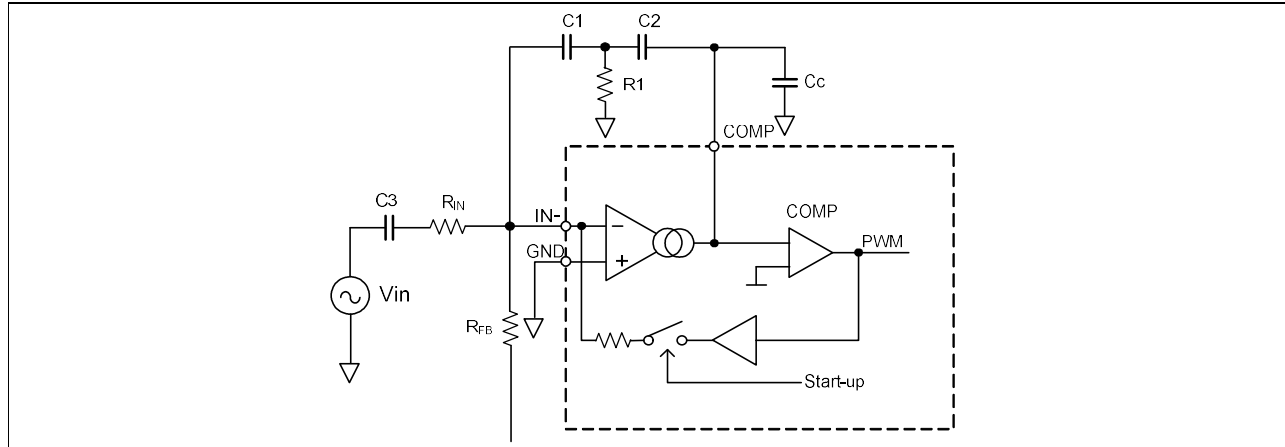 C1
C2
R1
Cc
COMP
C3
RIN
IN-
COMP
−
PWM
GND
+
Vin
RFB
Start-up